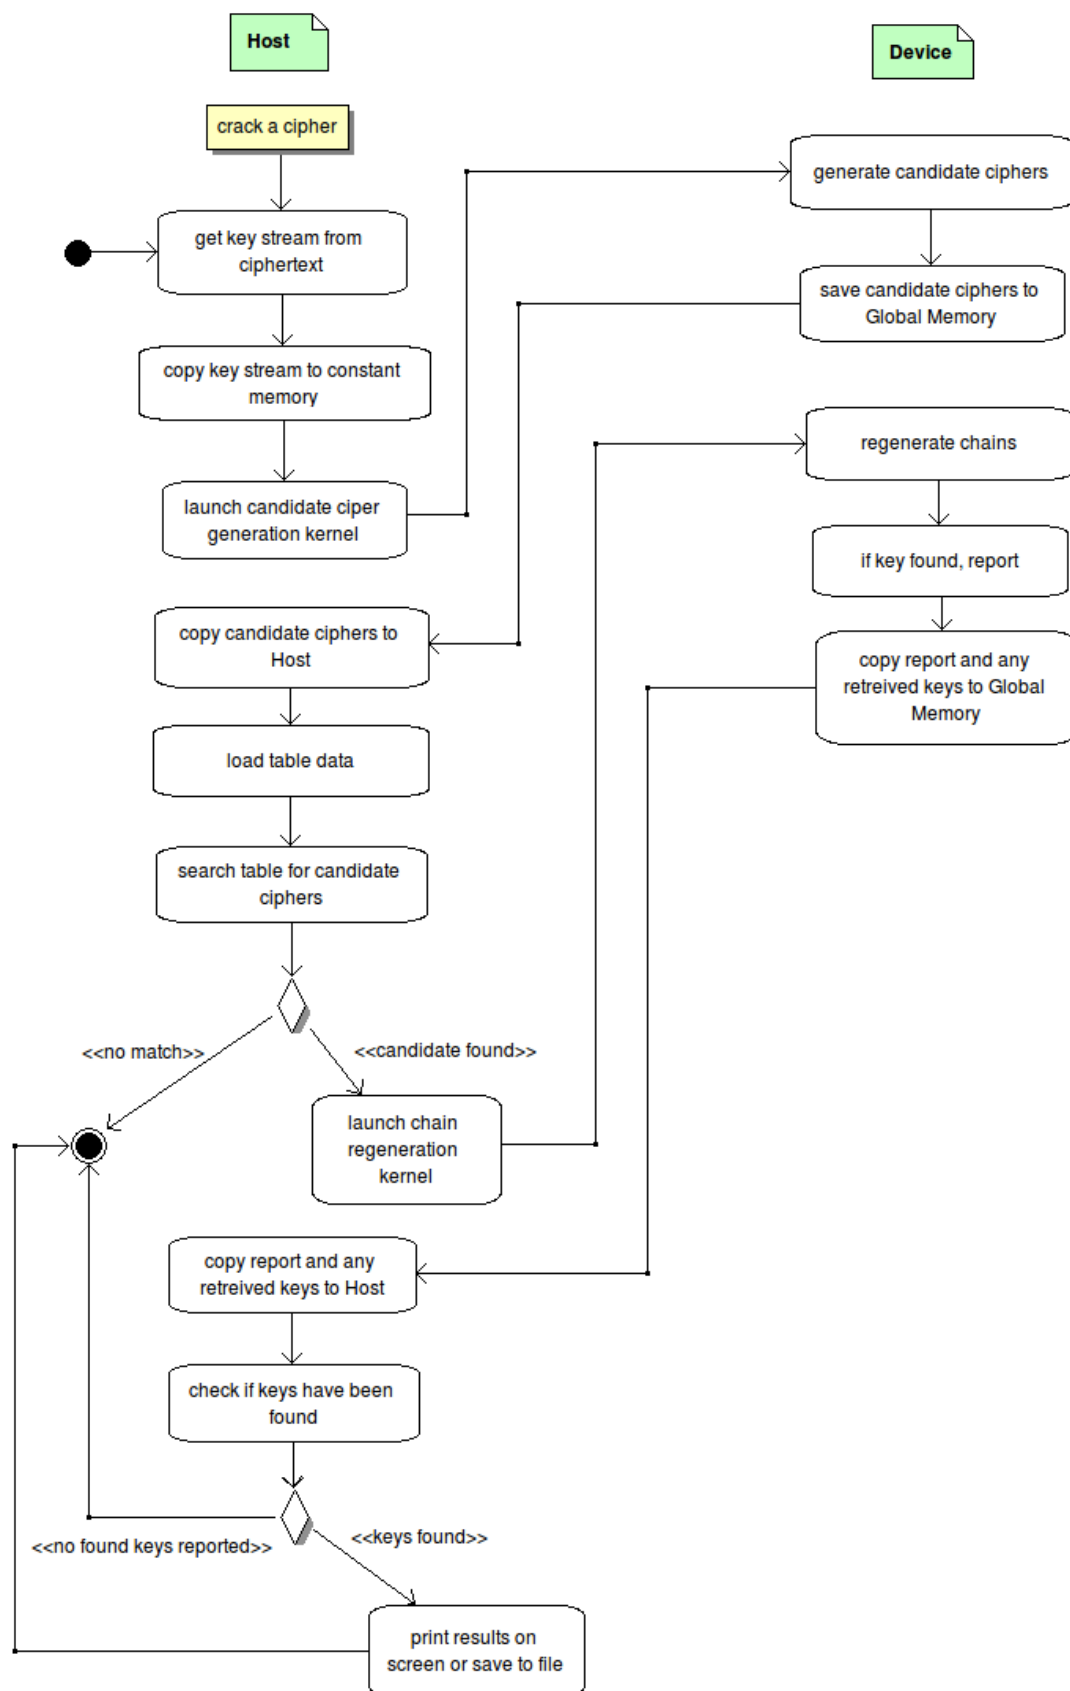 Host
Device
crack a cipher
generate candidate ciphers
get key stream from
ciphertext
save candidate ciphers to
Global Memory
copy key stream to constant
memory
regenerate chains
launch candidate ciper
generation kernel
if key found, report
copy candidate ciphers to
Host
copy report and any
retreived keys to Global
Memory
load table data
search table for candidate
ciphers
<<no match>>
<<candidate found>>
launch chain
regeneration
kernel
copy report and any
retreived keys to Host
check if keys have been
found
<<no found keys reported>>
<<keys found>>
print results on
screen or save to file